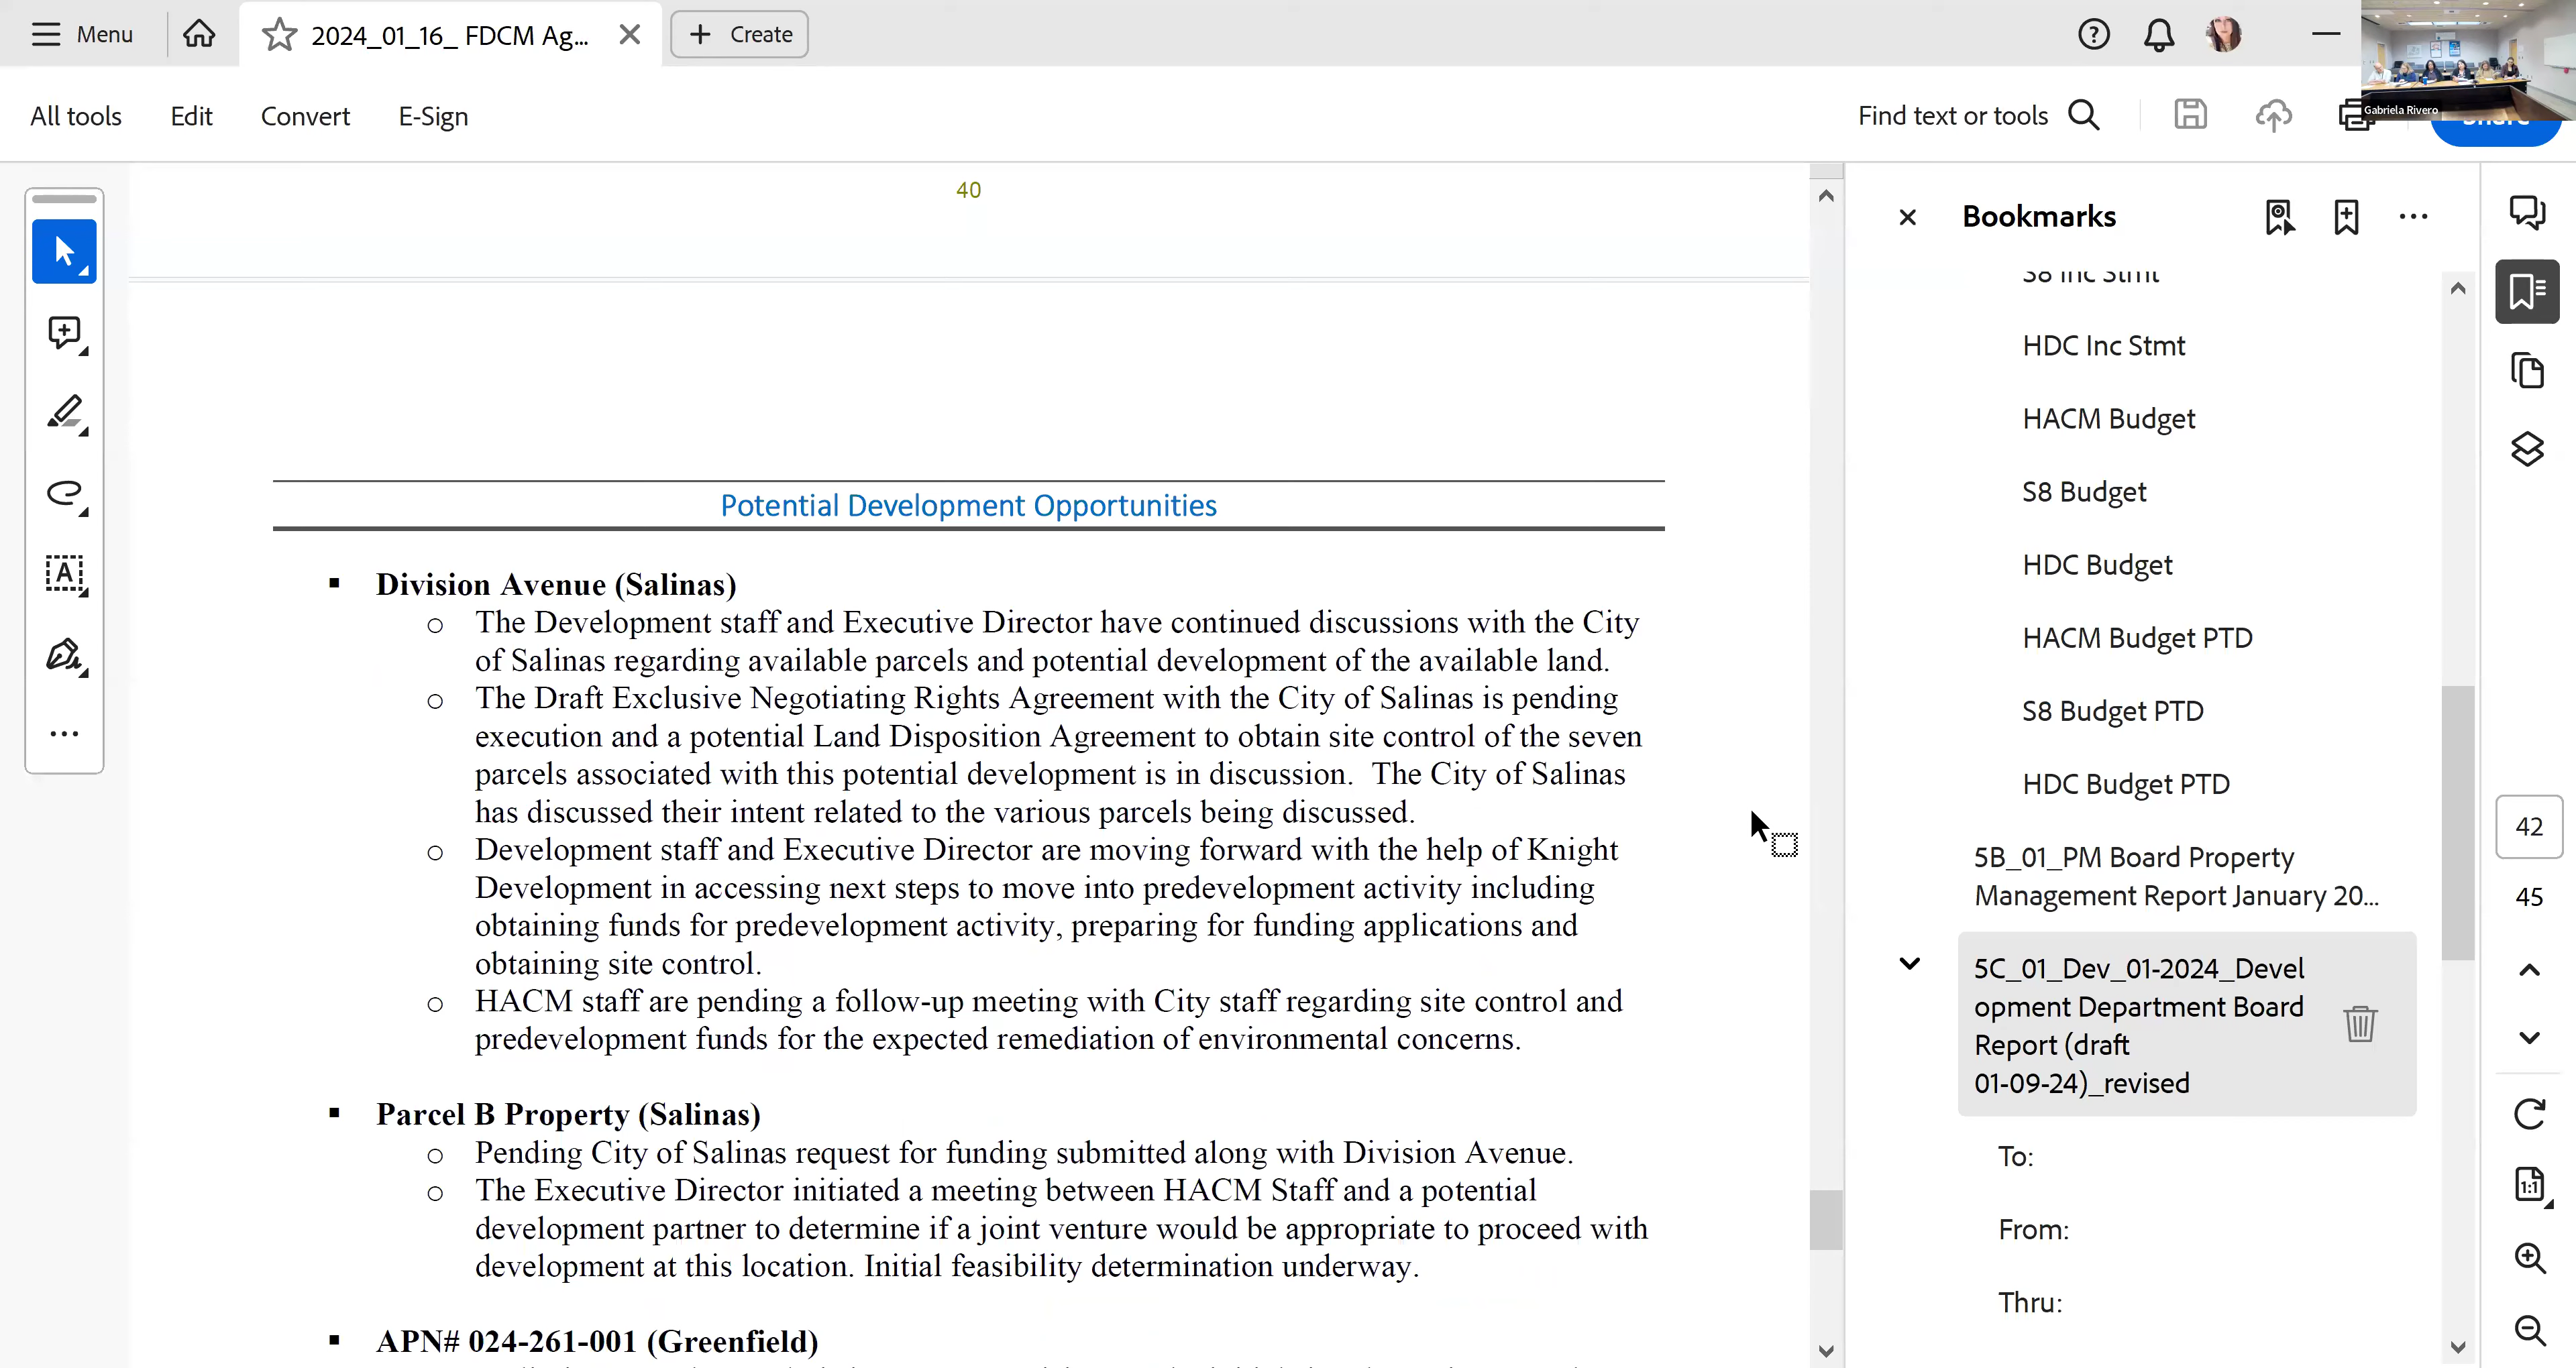 Menu
2024_01_16_ FDCM Ag...
Create
All tools
Edit
Convert
E-Sign
Find text or tools
Gabriela Rivero
40
Potential Development Opportunities
▪ Division Avenue (Salinas)
o The Development staff and Executive Director have continued discussions with the City
of Salinas regarding available parcels and potential development of the available land.
o The Draft Exclusive Negotiating Rights Agreement with the City of Salinas is pending
execution and a potential Land Disposition Agreement to obtain site control of the seven
parcels associated with this potential development is in discussion.  The City of Salinas
has discussed their intent related to the various parcels being discussed.
o Development staff and Executive Director are moving forward with the help of Knight
Development in accessing next steps to move into predevelopment activity including
obtaining funds for predevelopment activity, preparing for funding applications and
obtaining site control.
o HACM staff are pending a follow-up meeting with City staff regarding site control and
predevelopment funds for the expected remediation of environmental concerns.
▪ Parcel B Property (Salinas)
o Pending City of Salinas request for funding submitted along with Division Avenue.
o The Executive Director initiated a meeting between HACM Staff and a potential
development partner to determine if a joint venture would be appropriate to proceed with
development at this location. Initial feasibility determination underway.
▪ APN# 024-261-001 (Greenfield)
Bookmarks
S8 Inc Stmt
HDC Inc Stmt
HACM Budget
S8 Budget
HDC Budget
HACM Budget PTD
S8 Budget PTD
HDC Budget PTD
5B_01_PM Board Property
Management Report January 20...
5C_01_Dev_01-2024_Devel
opment Department Board
Report (draft
01-09-24)_revised
To:
From:
Thru:
42
45
1:1